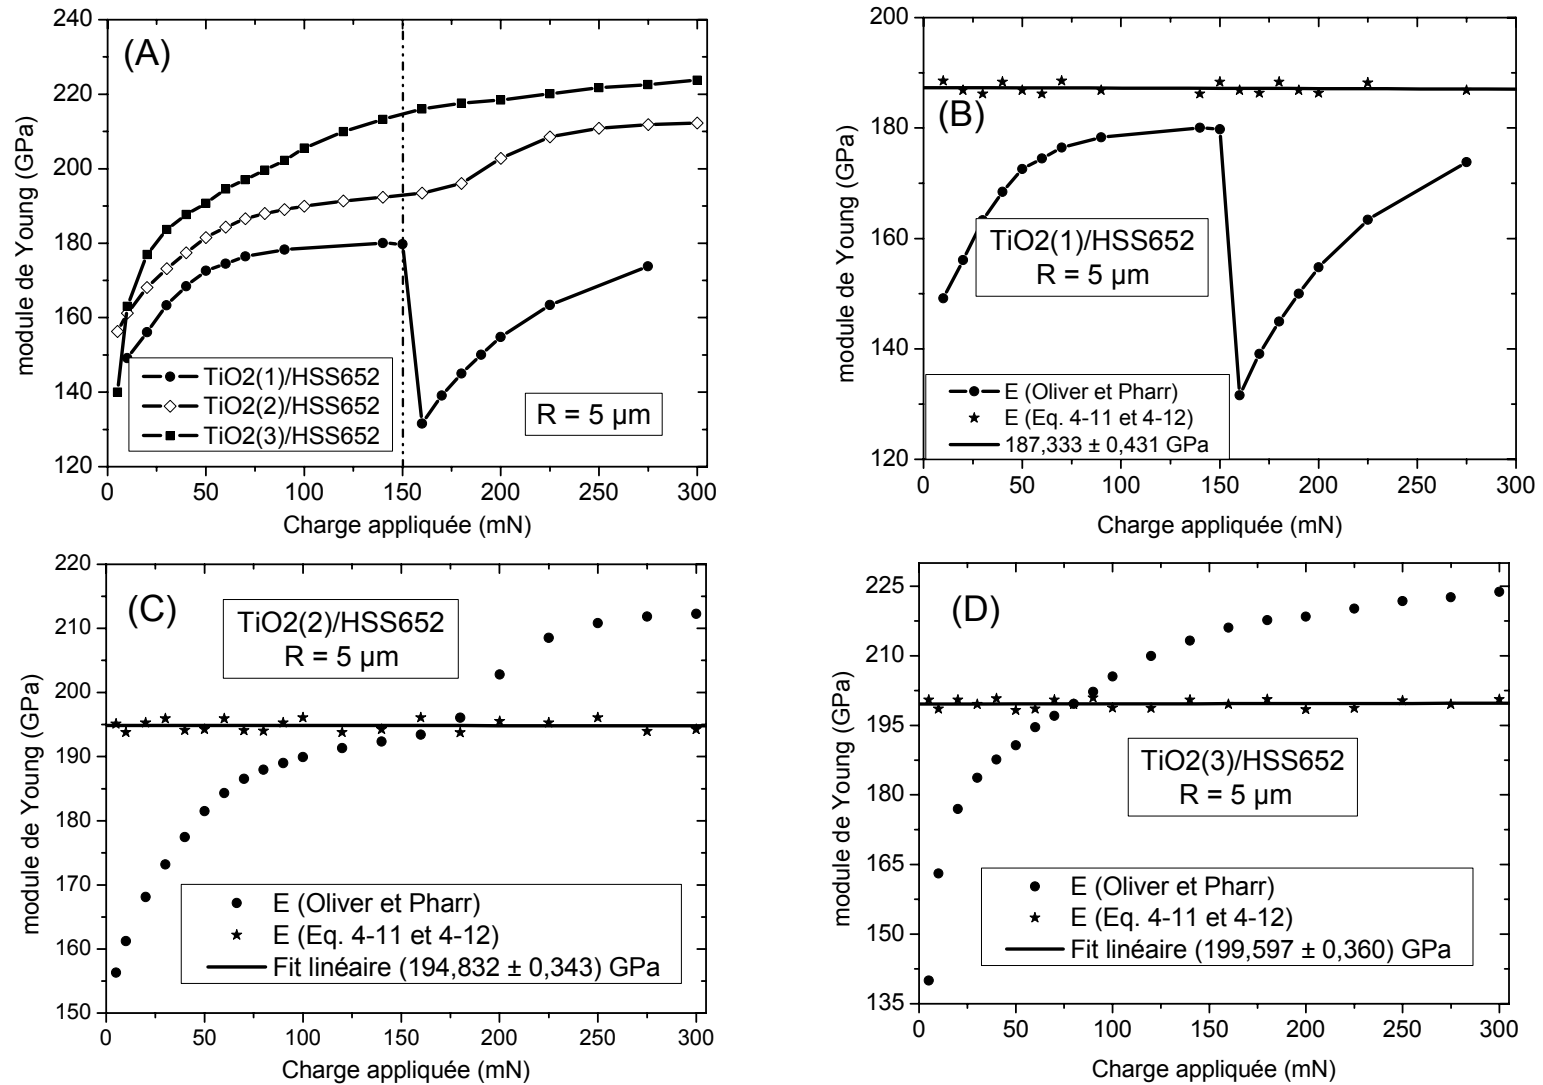 (A)
module de Young (GPa)
240
220
200
180
160
140
120
TiO2(1)/HSS652
TiO2(2)/HSS652
TiO2(3)/HSS652
R = 5 µm
0 50 100 150 200 250 300
Charge appliquée (mN)
(B)
module de Young (GPa)
200
180
160
140
120
TiO2(1)/HSS652
R = 5 µm
E (Oliver et Pharr)
E (Eq. 4-11 et 4-12)
187,333 ± 0,431 GPa
0 50 100 150 200 250 300
Charge appliquée (mN)
(C)
module de Young (GPa)
220
210
200
190
180
170
160
150
TiO2(2)/HSS652
R = 5 µm
E (Oliver et Pharr)
E (Eq. 4-11 et 4-12)
Fit linéaire (194,832 ± 0,343) GPa
0 50 100 150 200 250 300
Charge appliquée (mN)
(D)
module de Young (GPa)
225
210
195
180
165
150
135
TiO2(3)/HSS652
R = 5 µm
E (Oliver et Pharr)
E (Eq. 4-11 et 4-12)
Fit linéaire (199,597 ± 0,360) GPa
0 50 100 150 200 250 300
Charge appliquée (mN)